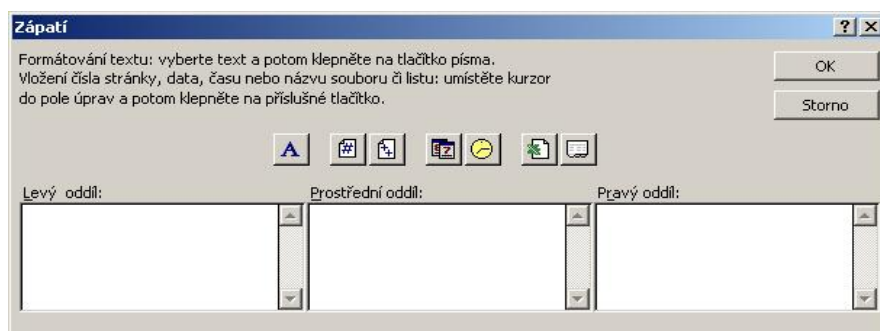 Zápatí
Formátování textu: vyberte text a potom klepněte na tlačítko písma.
Vložení čísla stránky, data, času nebo názvu souboru či listu: umístěte kurzor
do pole úprav a potom klepněte na příslušné tlačítko.
OK
Storno
A
Levý oddíl:
Prostřední oddíl:
Pravý oddíl: